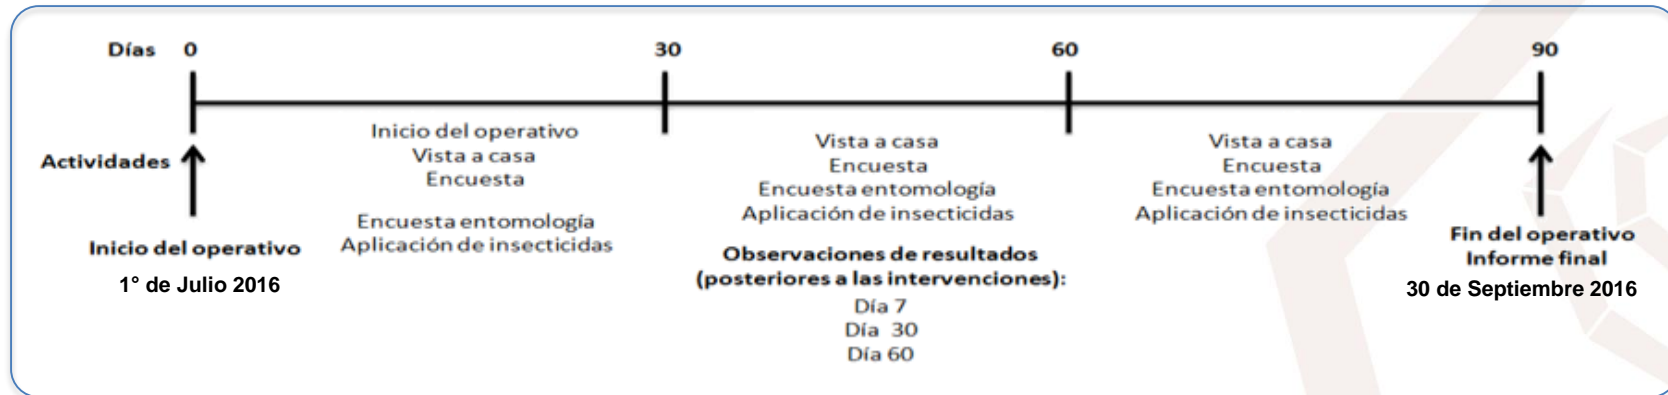 Días 0 30 60 90
Actividades
Inicio del operativo
1° de Julio 2016
Inicio del operativo
Vista a casa
Encuesta
Encuesta entomología
Aplicación de insecticidas
Vista a casa
Encuesta
Encuesta entomología
Aplicación de insecticidas
Observaciones de resultados
(posteriores a las intervenciones):
Día 7
Día 30
Día 60
Vista a casa
Encuesta
Encuesta entomología
Aplicación de insecticidas
Fin del operativo
Informe final
30 de Septiembre 2016